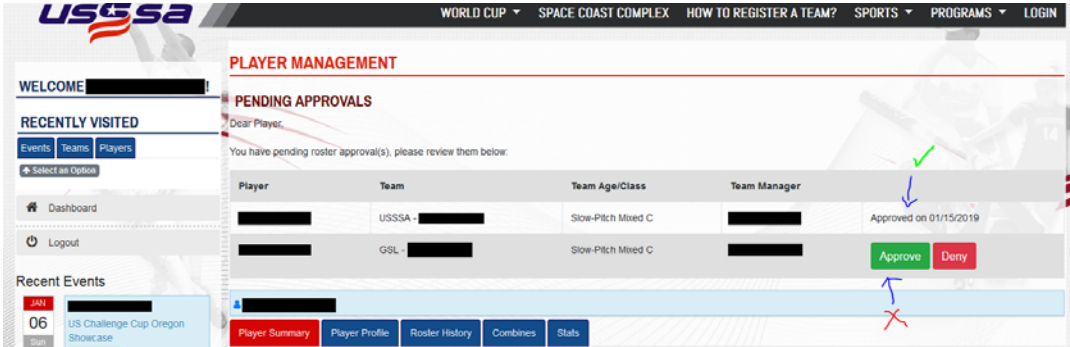 usssa
WORLD CUP SPACE COAST COMPLEX HOW TO REGISTER A TEAM? SPORTS PROGRAMS LOGIN
WELCOME !
RECENTLY VISITED
Events Teams Players
Select an Option
Dashboard
Logout
Recent Events
JAN
06
Sun
US Challenge Cup Oregon
Showcase
PLAYER MANAGEMENT
PENDING APPROVALS
Dear Player,
You have pending roster approval(s), please review them below:
Player Team Team Age/Class Team Manager
USSSA - Slow-Pitch Mixed C Approved on 01/15/2019
GSL - Slow-Pitch Mixed C Approve Deny
Player Summary Player Profile Roster History Combines Stats
14